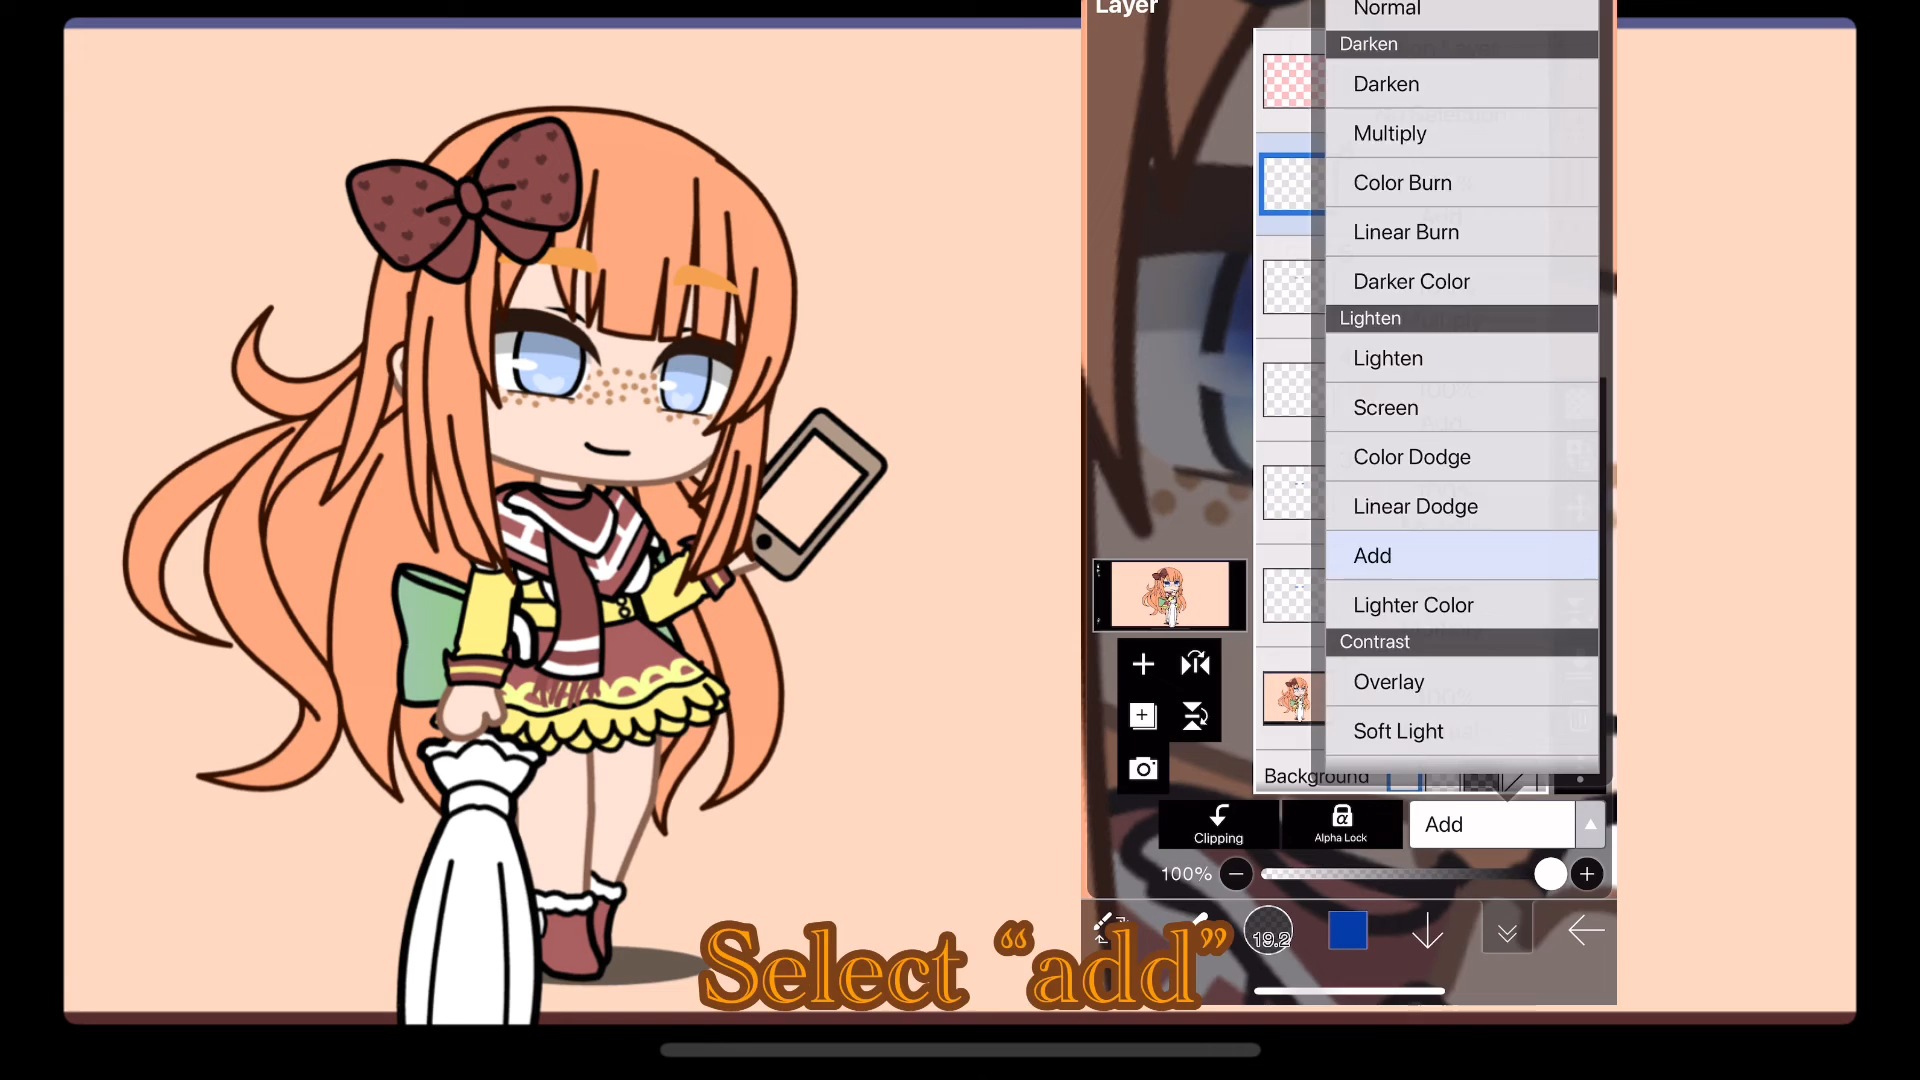 Layer
Normal
Darken
Darken
Multiply
Color Burn
Linear Burn
Darker Color
Lighten
Lighten
Screen
Color Dodge
Linear Dodge
Add
Lighter Color
Contrast
Overlay
Soft Light
Background
Clipping
Alpha Lock
Add
100%
19.2
Select “add”